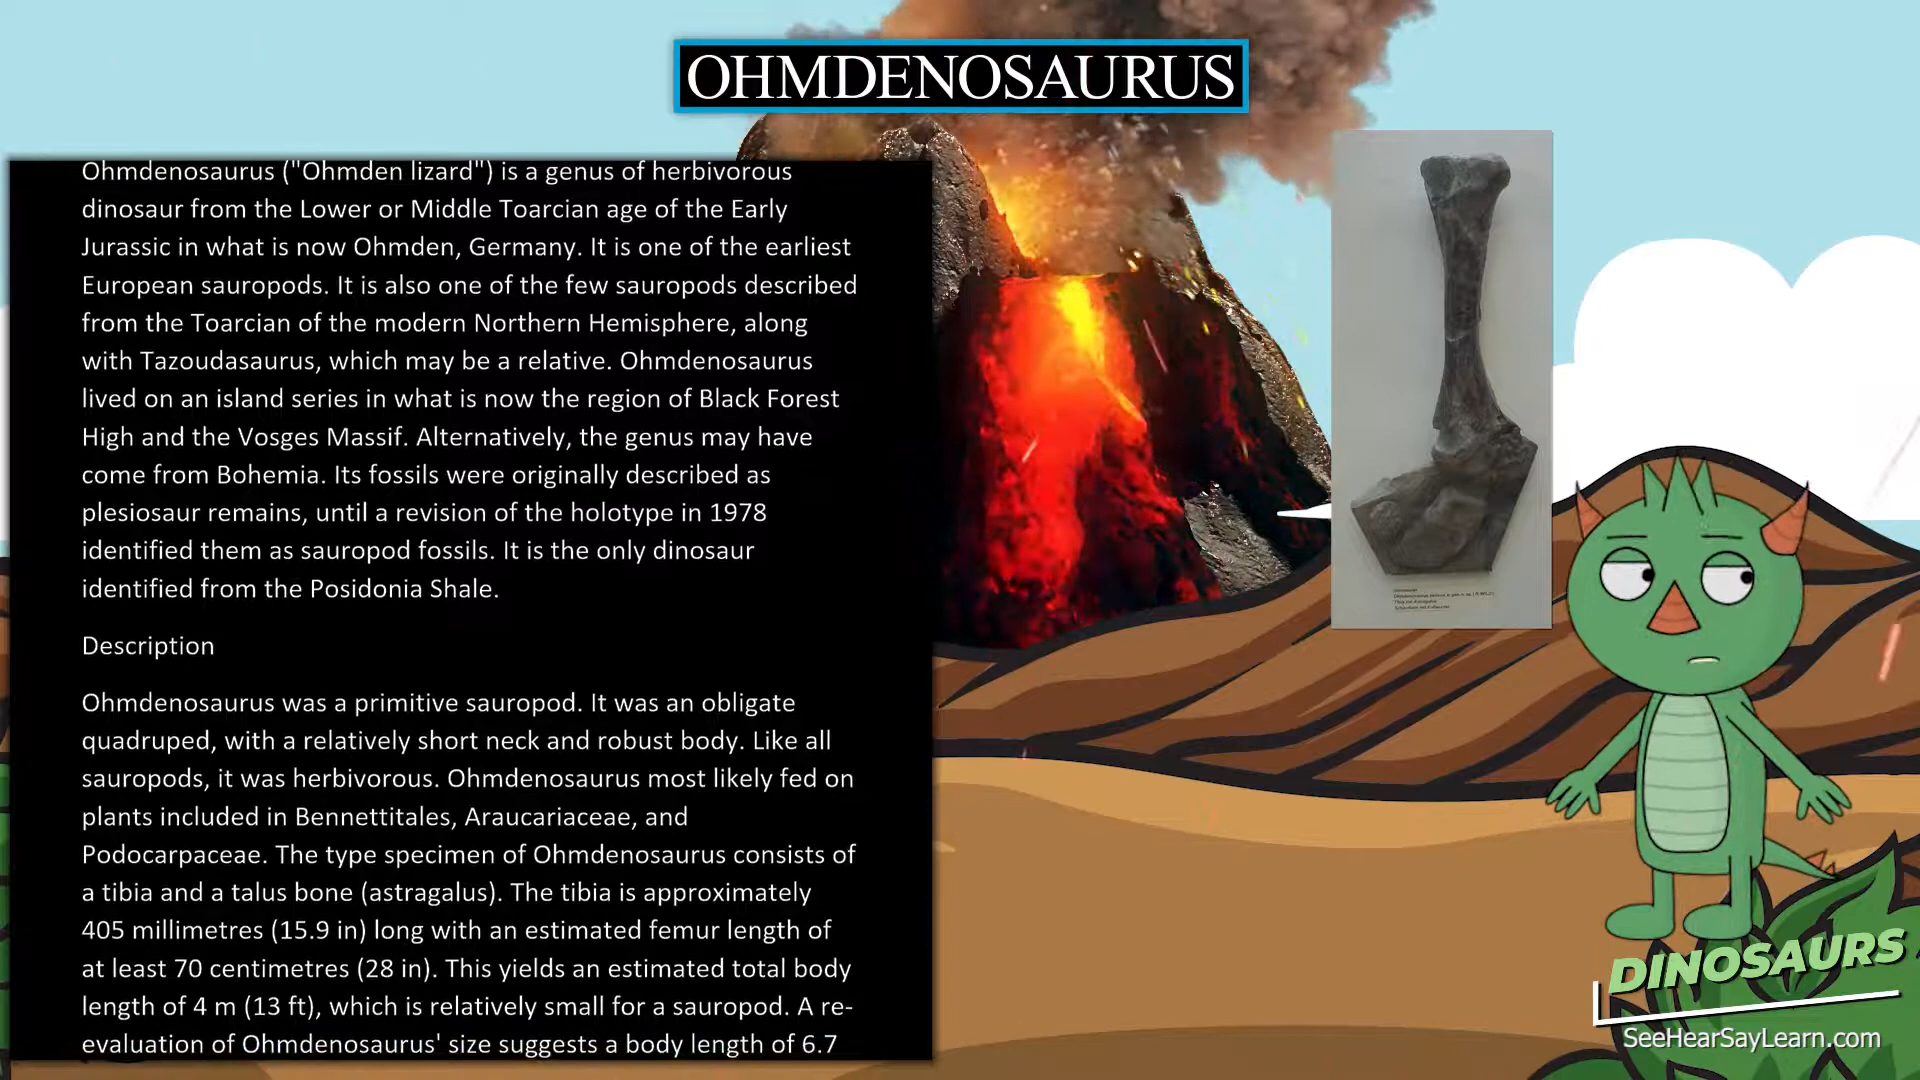 OHMDENOSAURUS
Ohmdenosaurus ("Ohmden lizard") is a genus of herbivorous
dinosaur from the Lower or Middle Toarcian age of the Early
Jurassic in what is now Ohmden, Germany. It is one of the earliest
European sauropods. It is also one of the few sauropods described
from the Toarcian of the modern Northern Hemisphere, along
with Tazoudasaurus, which may be a relative. Ohmdenosaurus
lived on an island series in what is now the region of Black Forest
High and the Vosges Massif. Alternatively, the genus may have
come from Bohemia. Its fossils were originally described as
plesiosaur remains, until a revision of the holotype in 1978
identified them as sauropod fossils. It is the only dinosaur
identified from the Posidonia Shale.
Description
Ohmdenosaurus was a primitive sauropod. It was an obligate
quadruped, with a relatively short neck and robust body. Like all
sauropods, it was herbivorous. Ohmdenosaurus most likely fed on
plants included in Bennettitales, Araucariaceae, and
Podocarpaceae. The type specimen of Ohmdenosaurus consists of
a tibia and a talus bone (astragalus). The tibia is approximately
405 millimetres (15.9 in) long with an estimated femur length of
at least 70 centimetres (28 in). This yields an estimated total body
length of 4 m (13 ft), which is relatively small for a sauropod. A re-
evaluation of Ohmdenosaurus' size suggests a body length of 6.7
DINOSAURS
SeeHearSayLearn.com